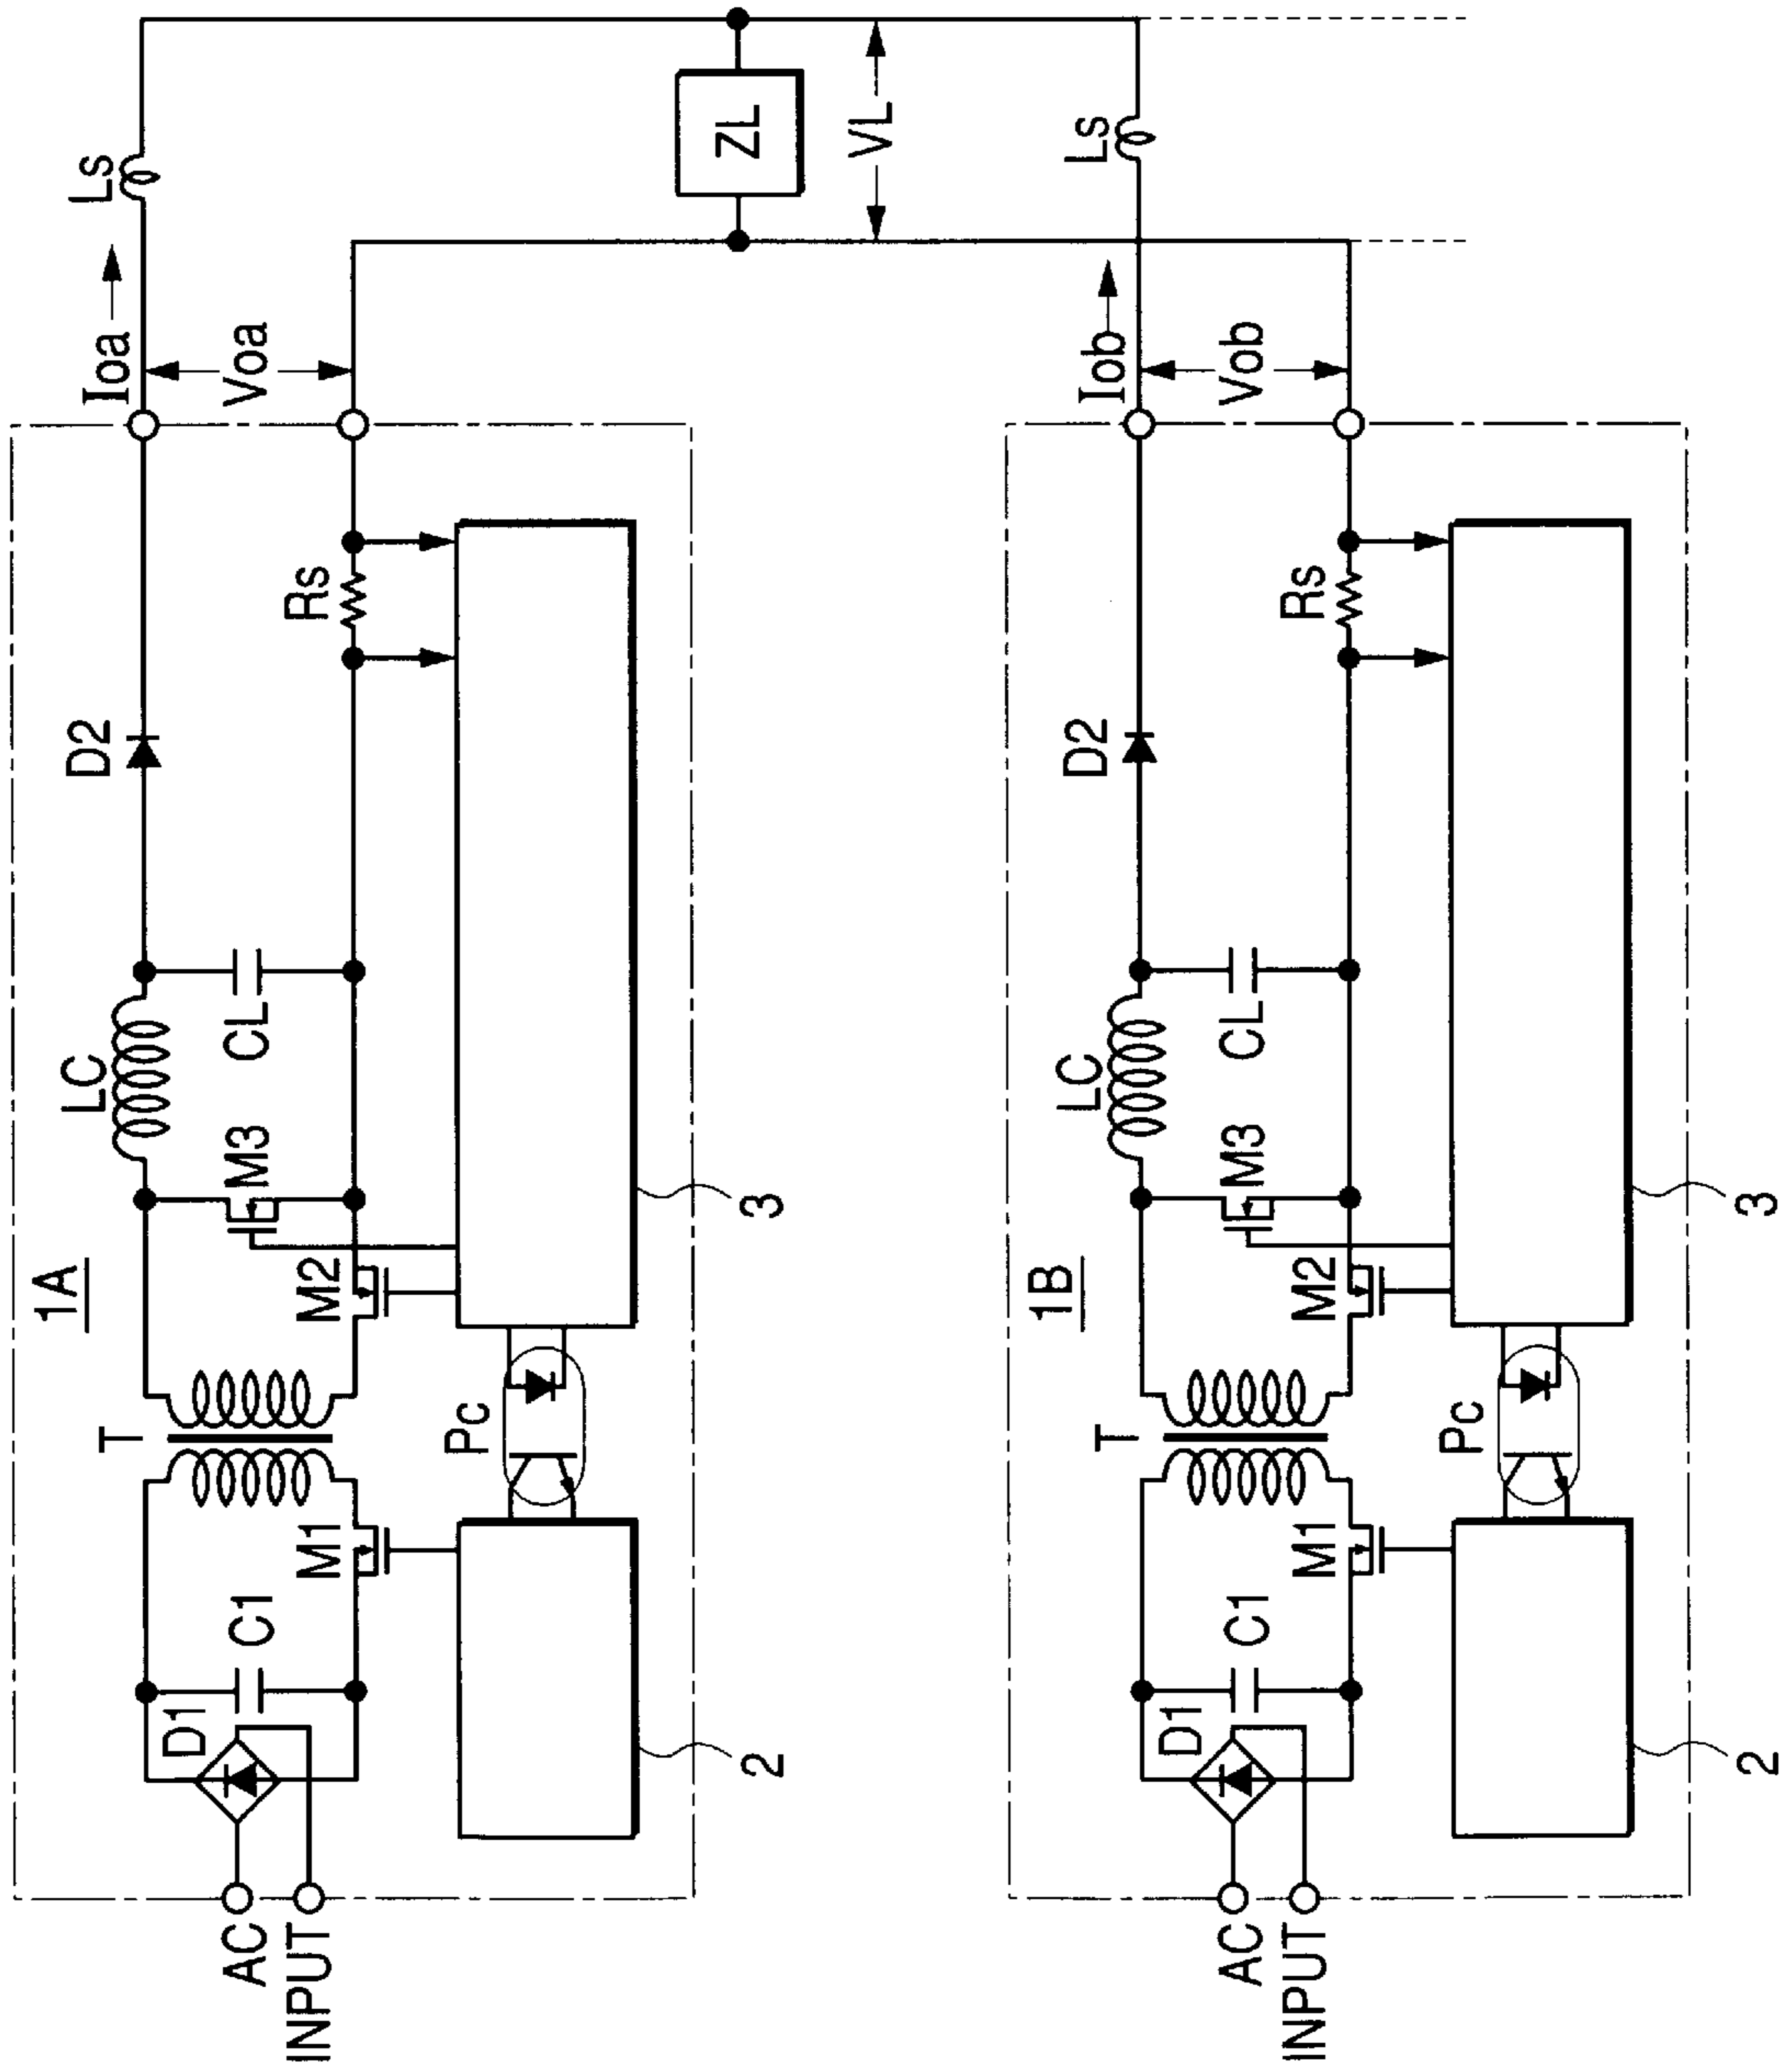 1A
AC
INPUT
D1
C1
M1
T
M2
M3
LC
CL
D2
Rs
Ioa
Voa
Ls
Pc
2
3
ZL
VL
1B
AC
INPUT
D1
C1
M1
T
M2
M3
LC
CL
D2
Rs
Iob
Vob
Ls
Pc
2
3